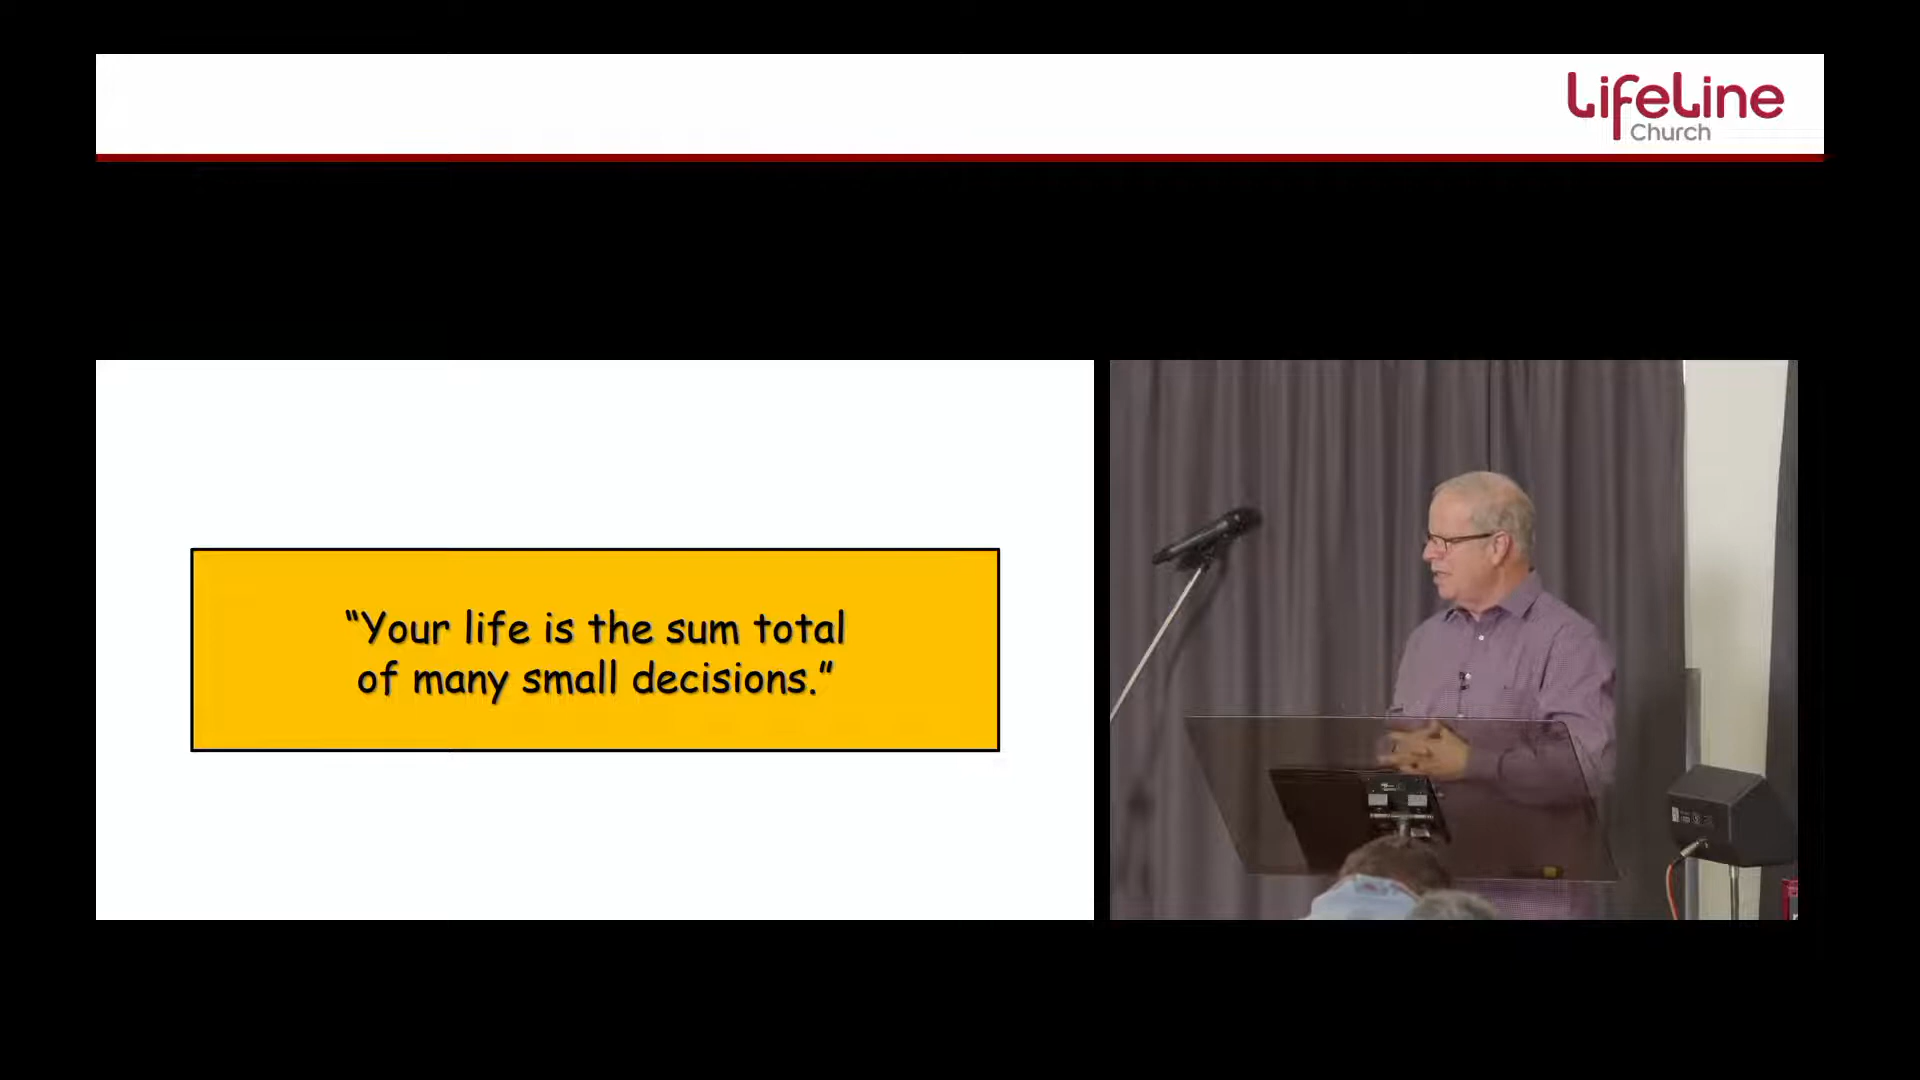 LifeLine
Church
“Your life is the sum total
of many small decisions.”